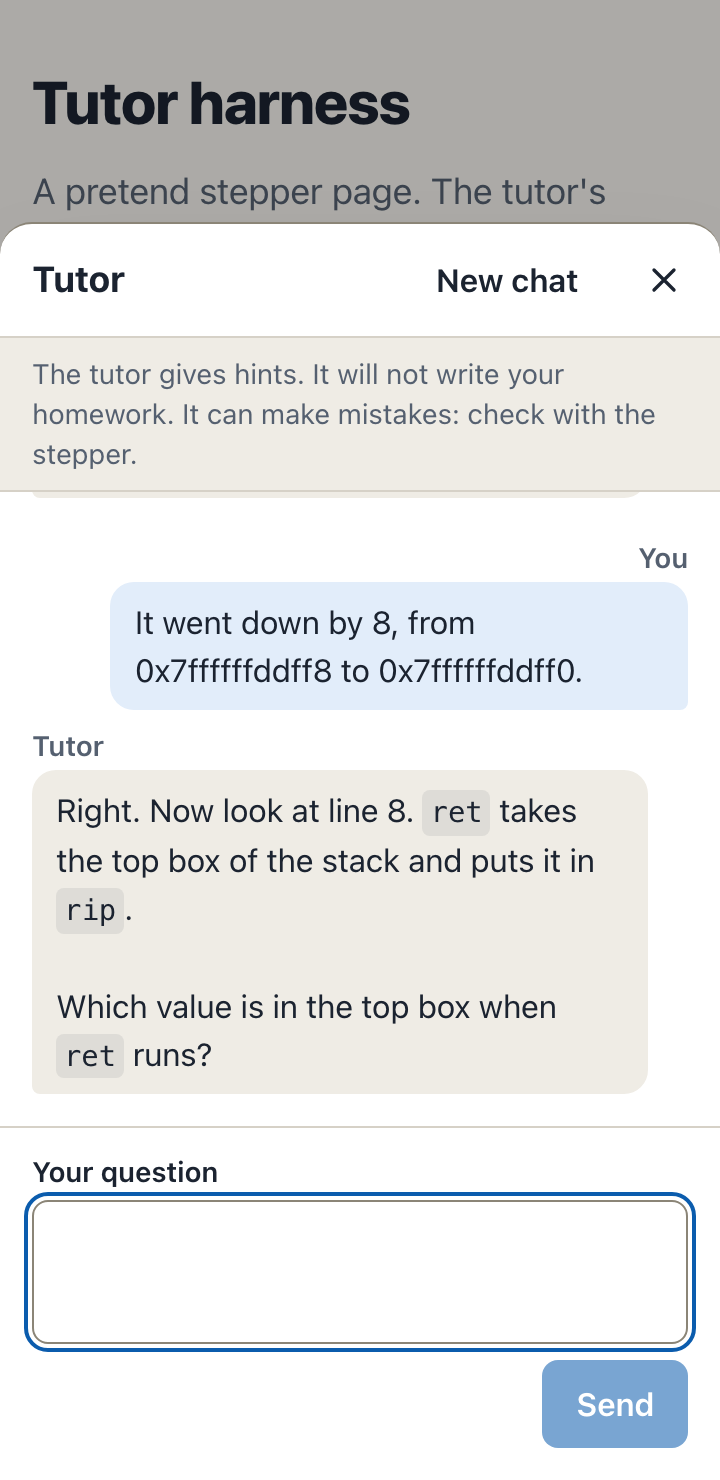 Tutor harness
A pretend stepper page. The tutor's
Tutor
New chat
The tutor gives hints. It will not write your
homework. It can make mistakes: check with the
stepper.
You
It went down by 8, from
0x7ffffffddff8 to 0x7ffffffddff0.
Tutor
Right. Now look at line 8. ret takes
the top box of the stack and puts it in
rip.
Which value is in the top box when
ret runs?
Your question
Send